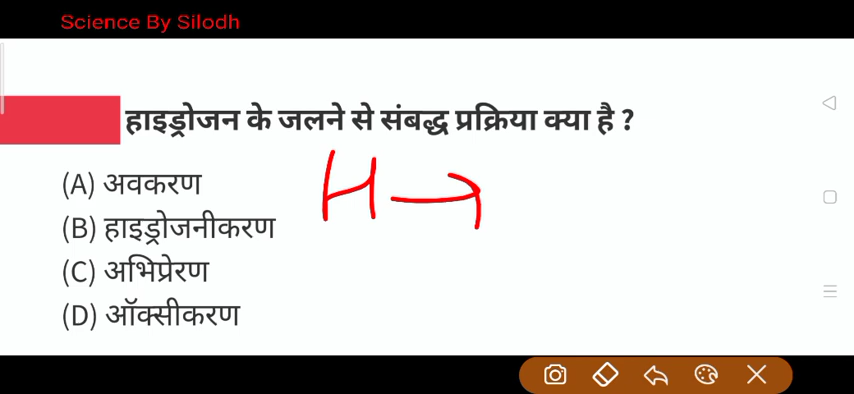 Science By Silodh
हाइड्रोजन के जलने से संबद्ध प्रक्रिया क्या है ?
H →
(A) अवकरण
(B) हाइड्रोजनीकरण
(C) अभिप्रेरण
(D) ऑक्सीकरण